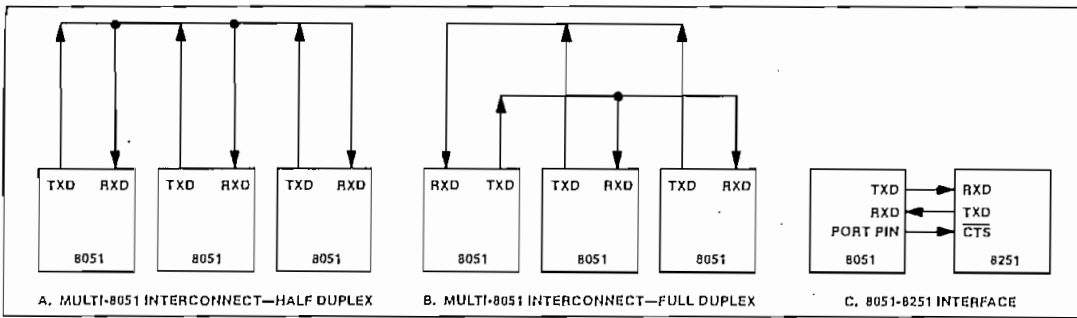 TXD RXD
TXD RXD
TXD RXD
8051
8051
8051
A. MULTI-8051 INTERCONNECT—HALF DUPLEX
RXD TXD
TXD RXD
TXD RXD
8051
8051
8051
B. MULTI-8051 INTERCONNECT—FULL DUPLEX
TXD RXD
RXD TXD
PORT PIN CTS
8051 8251
C. 8051-8251 INTERFACE